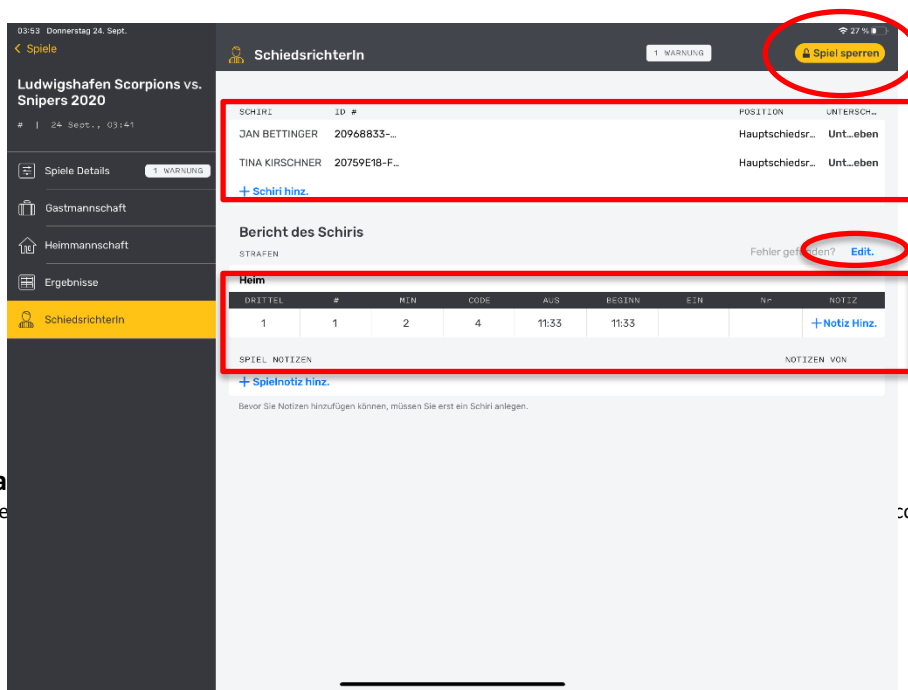 03:53 Donnerstag 24. Sept.
27 %
Spiele
SchiedsrichterIn
1 WARNUNG
Spiel sperren
Ludwigshafen Scorpions vs.
Snipers 2020
# | 24 Sept., 03:41
Spiele Details 1 WARNUNG
Gastmannschaft
Heimmannschaft
Ergebnisse
SchiedsrichterIn
SCHIRI ID # POSITION UNTERSCH…
JAN BETTINGER 20968833-… Hauptschiedsr… Unt…eben
TINA KIRSCHNER 20759E18-F… Hauptschiedsr… Unt…eben
+ Schiri hinz.
Bericht des Schiris
STRAFEN
Fehler gefunden? Edit.
Heim
DRITTEL # MIN CODE AUS BEGINN EIN Nr NOTIZ
1 1 2 4 11:33 11:33 + Notiz Hinz.
SPIEL NOTIZEN NOTIZEN VON
+ Spielnotiz hinz.
Bevor Sie Notizen hinzufügen können, müssen Sie erst ein Schiri anlegen.